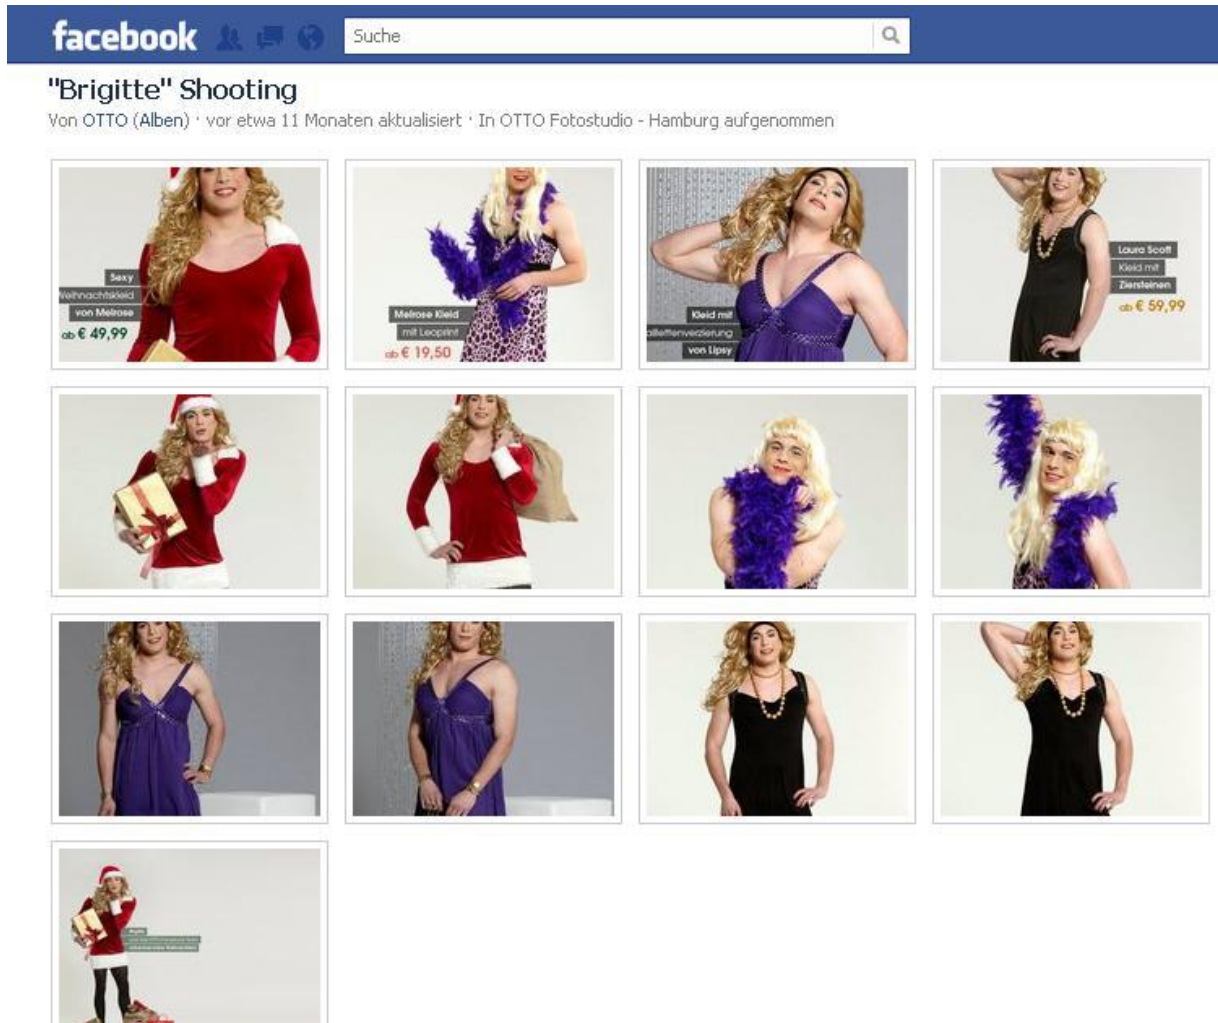 facebook
Suche
"Brigitte" Shooting
Von OTTO (Alben) · vor etwa 11 Monaten aktualisiert · In OTTO Fotostudio - Hamburg aufgenommen
Sexy
Weihnachtskleid
von Melrose
ab € 49,99
Melrose Kleid
mit Leoprint
ab € 19,50
Kleid mit
aillettenverzierung
von Lipsy
Laura Scott
Kleid mit
Ziersteinen
ab € 59,99